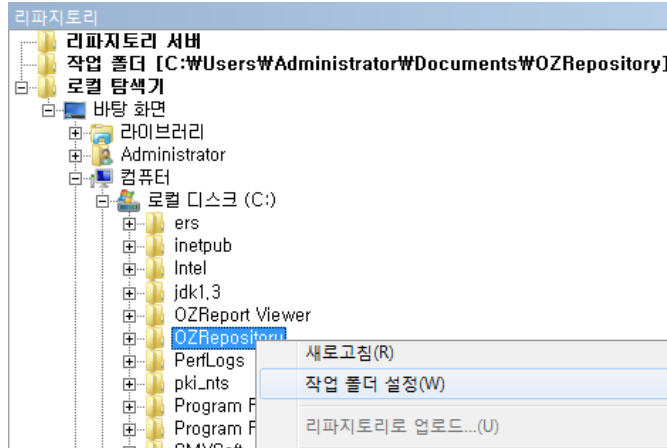 리파지토리
리파지토리 서버
작업 폴더 [C:₩Users₩Administrator₩Documents₩OZRepository]
로컬 탐색기
바탕 화면
라이브러리
Administrator
컴퓨터
로컬 디스크 (C:)
ers
inetpub
Intel
jdk1,3
OZReport Viewer
OZRepository
새로고침(R)
PerfLogs
작업 폴더 설정(W)
pki_nts
Program F
리파지토리로 업로드...(U)
Program F